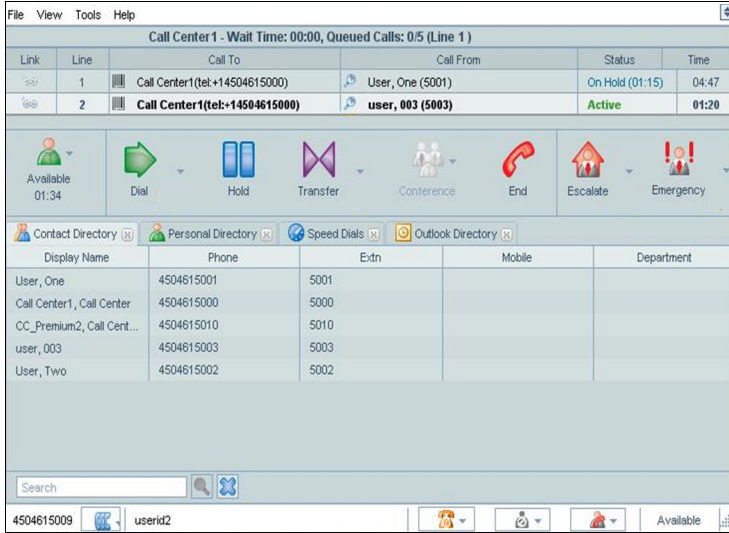 File View Tools Help
Call Center1 - Wait Time: 00:00, Queued Calls: 0/5 (Line 1 )
Link Line Call To Call From Status Time
1 Call Center1(tel:+14504615000) User, One (5001) On Hold (01:15) 04:47
2 Call Center1(tel:+14504615000) user, 003 (5003) Active 01:20
Available
01:34
Dial Hold Transfer Conference End Escalate Emergency
Contact Directory Personal Directory Speed Dials Outlook Directory
Display Name Phone Extn Mobile Department
User, One 4504615001 5001
Call Center1, Call Center 4504615000 5000
CC_Premium2, Call Cent... 4504615010 5010
user, 003 4504615003 5003
User, Two 4504615002 5002
Search
4504615009 userid2 Available